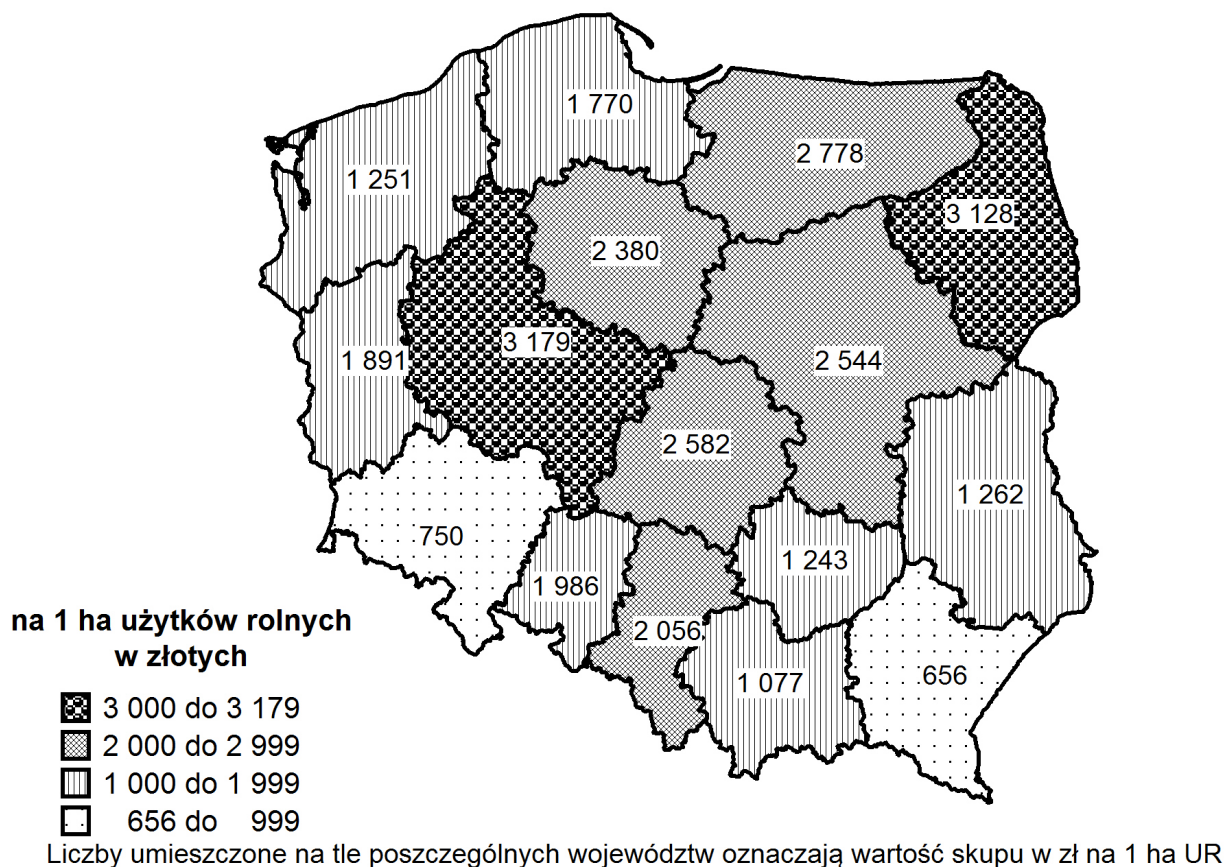 1 770
2 778
1 251
3 128
2 380
3 179
1 891
2 544
2 582
1 262
750
1 243
1 986
na 1 ha użytków rolnych
w złotych
2 056
656
1 077
3 000 do 3 179
2 000 do 2 999
1 000 do 1 999
656 do 999
Liczby umieszczone na tle poszczególnych województw oznaczają wartość skupu w zł na 1 ha UR